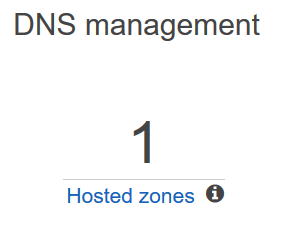 DNS management
1
Hosted zones